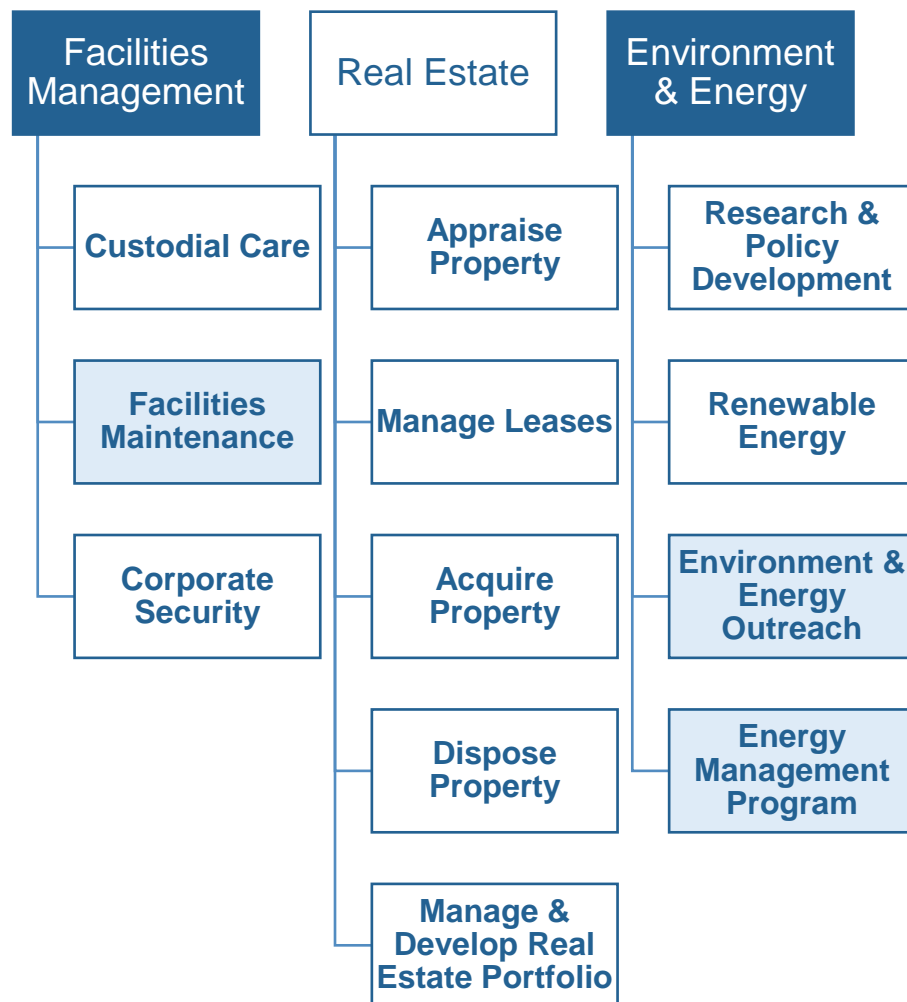 Facilities
Management
Real Estate
Environment
& Energy
Custodial Care
Facilities
Maintenance
Corporate
Security
Appraise
Property
Manage Leases
Acquire
Property
Dispose
Property
Manage &
Develop Real
Estate Portfolio
Research &
Policy
Development
Renewable
Energy
Environment &
Energy
Outreach
Energy
Management
Program